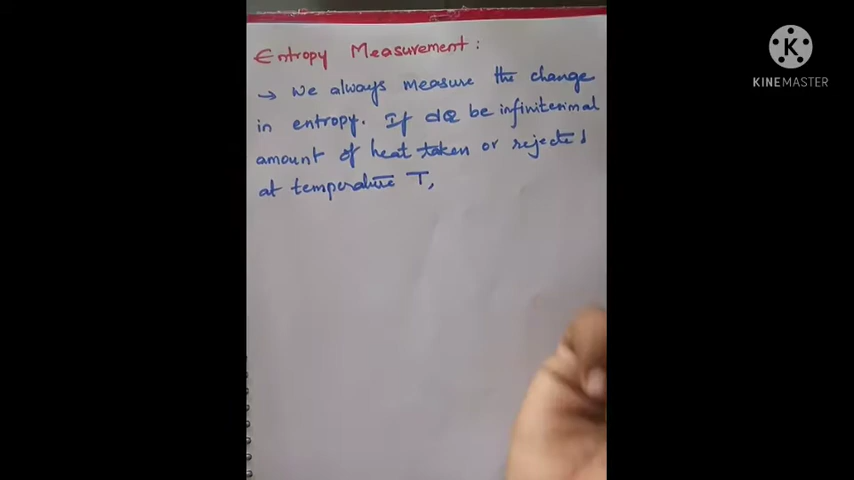 Entropy Measurement:
→ We always measure the change
in entropy. If dQ be infiniterimal
amount of heat taken or rejected
at temperature T,
K
KINEMASTER